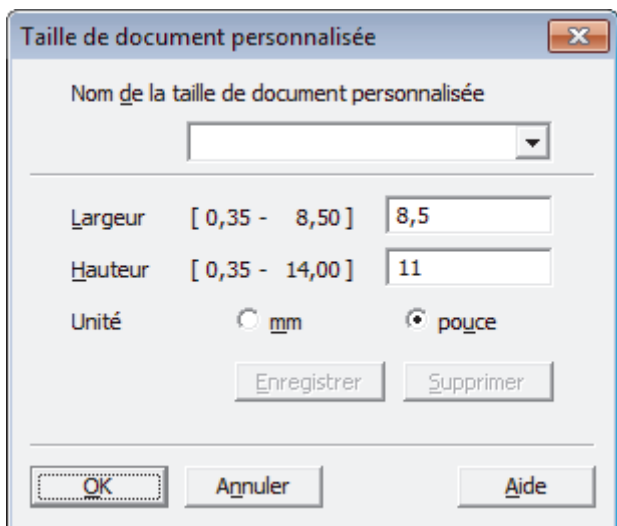 Taille de document personnalisée
Nom de la taille de document personnalisée
Largeur [ 0,35 - 8,50 ] 8,5
Hauteur [ 0,35 - 14,00 ] 11
Unité mm pouce
Enregistrer Supprimer
OK Annuler Aide